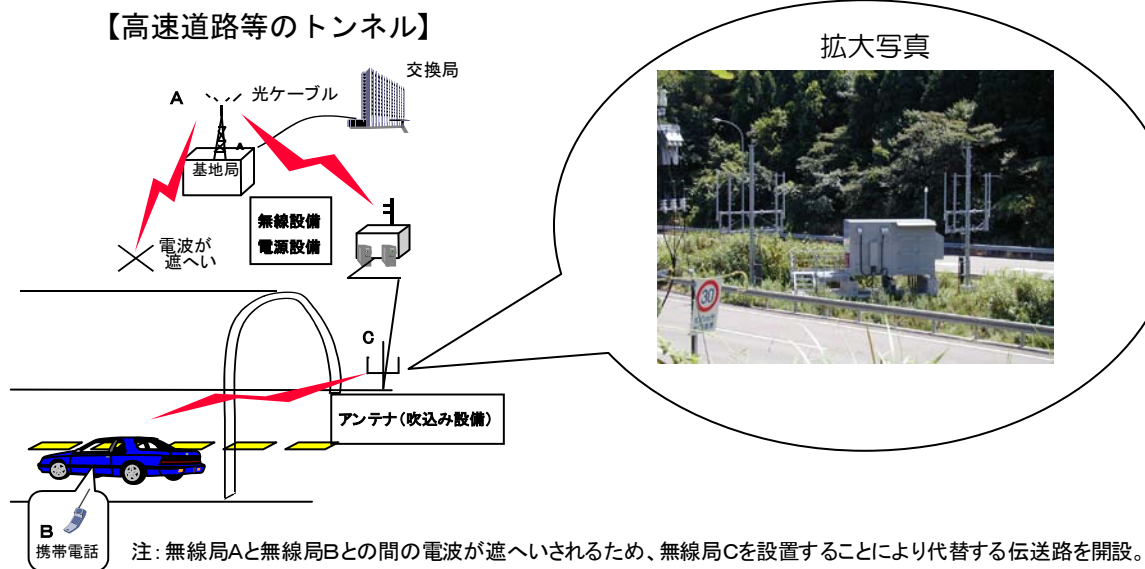 【高速道路等のトンネル】
拡大写真
交換局
A
光ケーブル
基地局
無線設備
電源設備
電波が
遮へい
C
アンテナ（吹込み設備）
30
B
携帯電話
注：無線局Aと無線局Bとの間の電波が遮へいされるため、無線局Cを設置することにより代替する伝送路を開設。